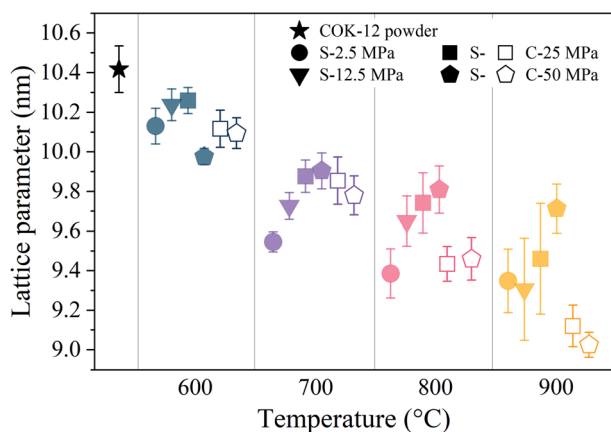 COK-12 powder
S-2.5 MPa S- C-25 MPa
S-12.5 MPa S- C-50 MPa
Lattice parameter (nm)
10.6
10.4
10.2
10.0
9.8
9.6
9.4
9.2
9.0
600 700 800 900
Temperature (°C)